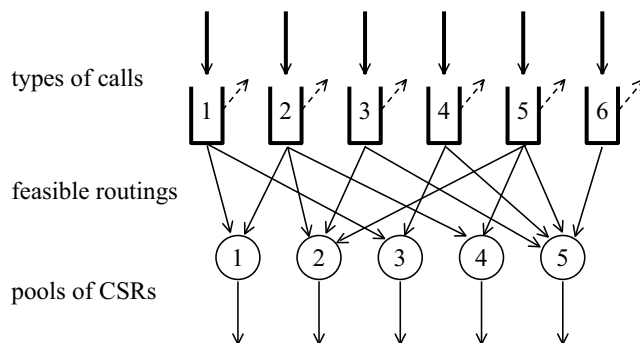 types of calls
1 2 3 4 5 6
feasible routings
1 2 3 4 5
pools of CSRs